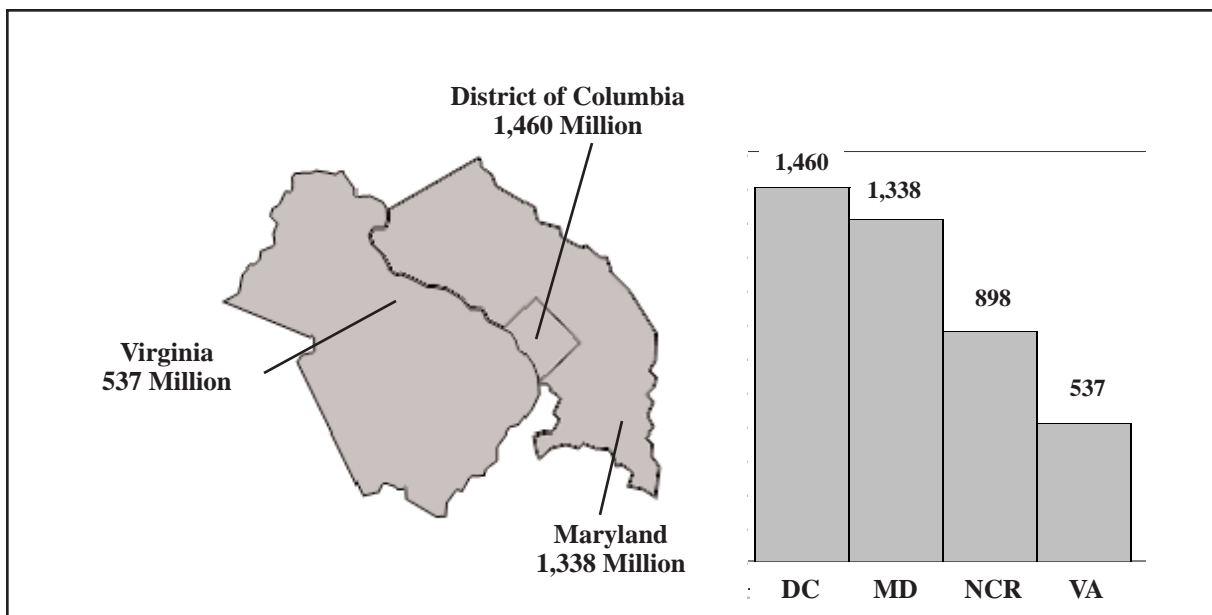 District of Columbia
1,460 Million
Virginia
537 Million
Maryland
1,338 Million
1,460
1,338
898
537
DC
MD
NCR
VA